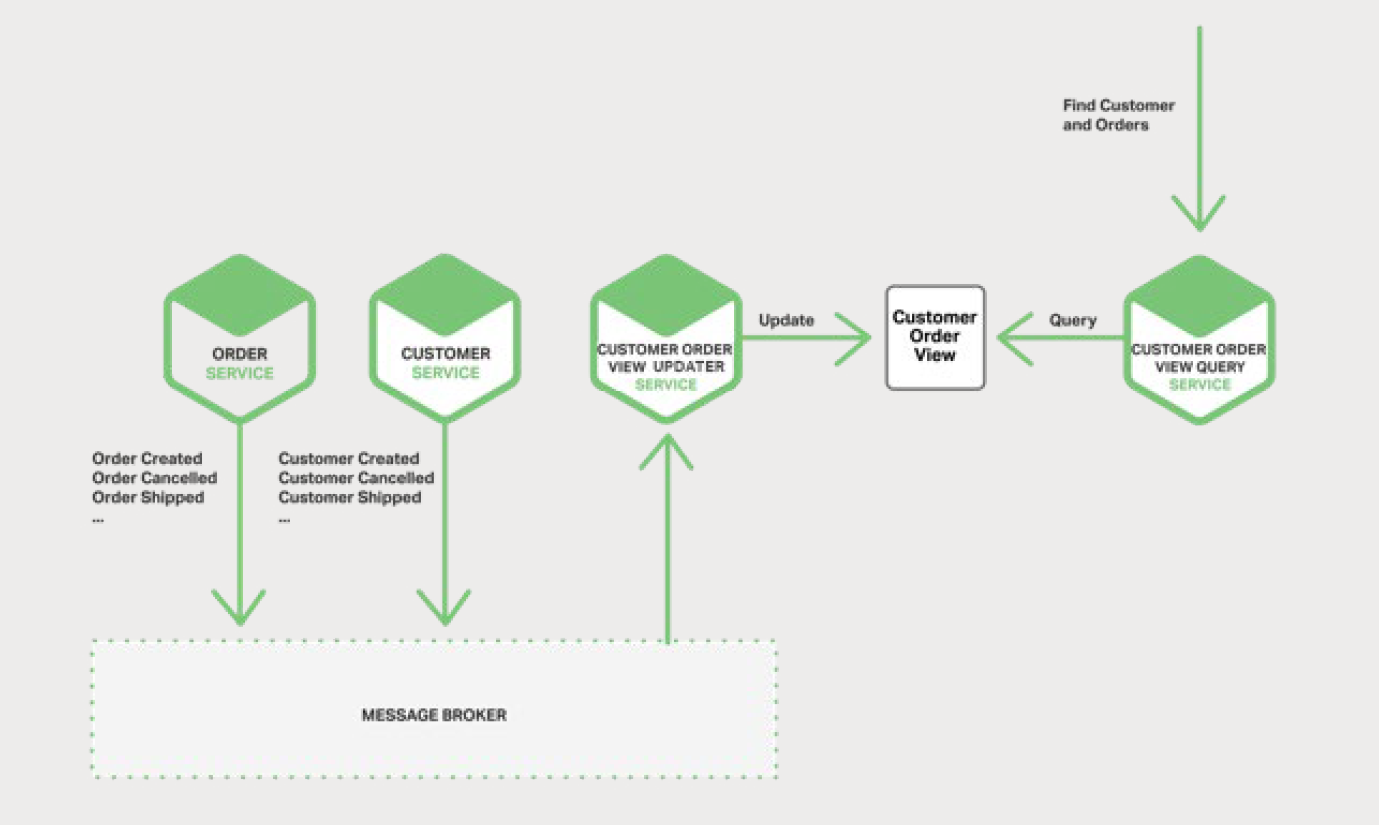 Find Customer
and Orders
ORDER
SERVICE
CUSTOMER
SERVICE
CUSTOMER ORDER
VIEW UPDATER
SERVICE
Update
Customer
Order
View
Query
CUSTOMER ORDER
VIEW QUERY
SERVICE
Order Created
Order Cancelled
Order Shipped
...
Customer Created
Customer Cancelled
Customer Shipped
...
MESSAGE BROKER